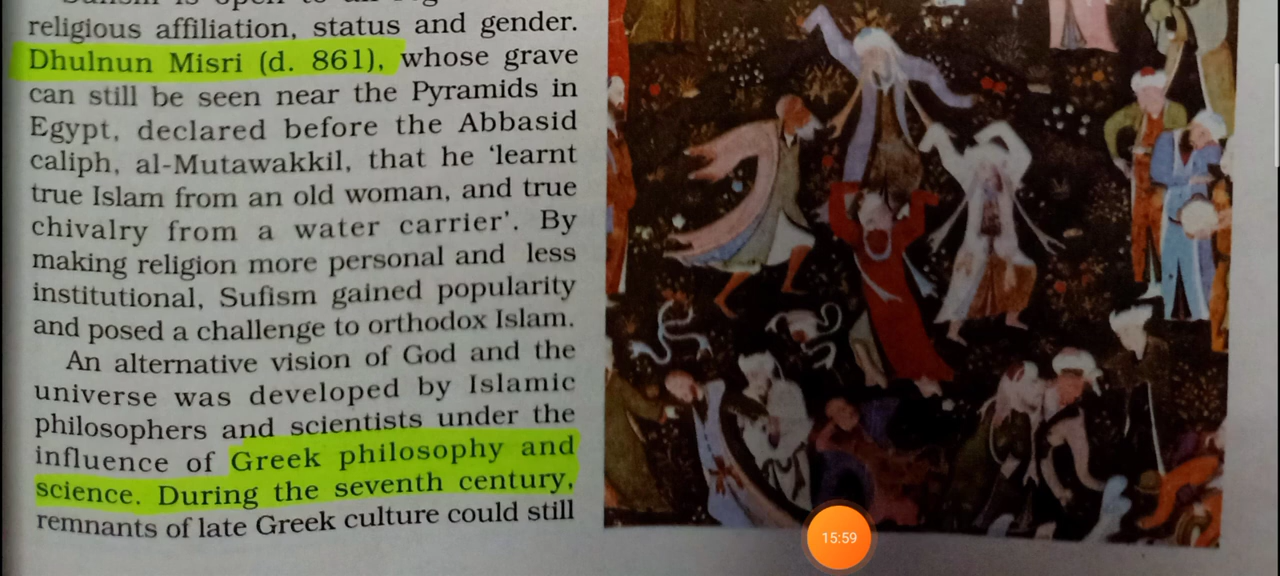 religious affiliation, status and gender.
Dhulnun Misri (d. 861), whose grave
can still be seen near the Pyramids in
Egypt, declared before the Abbasid
caliph, al-Mutawakkil, that he ‘learnt
true Islam from an old woman, and true
chivalry from a water carrier’. By
making religion more personal and less
institutional, Sufism gained popularity
and posed a challenge to orthodox Islam.
An alternative vision of God and the
universe was developed by Islamic
philosophers and scientists under the
influence of Greek philosophy and
science. During the seventh century,
remnants of late Greek culture could still
15:59